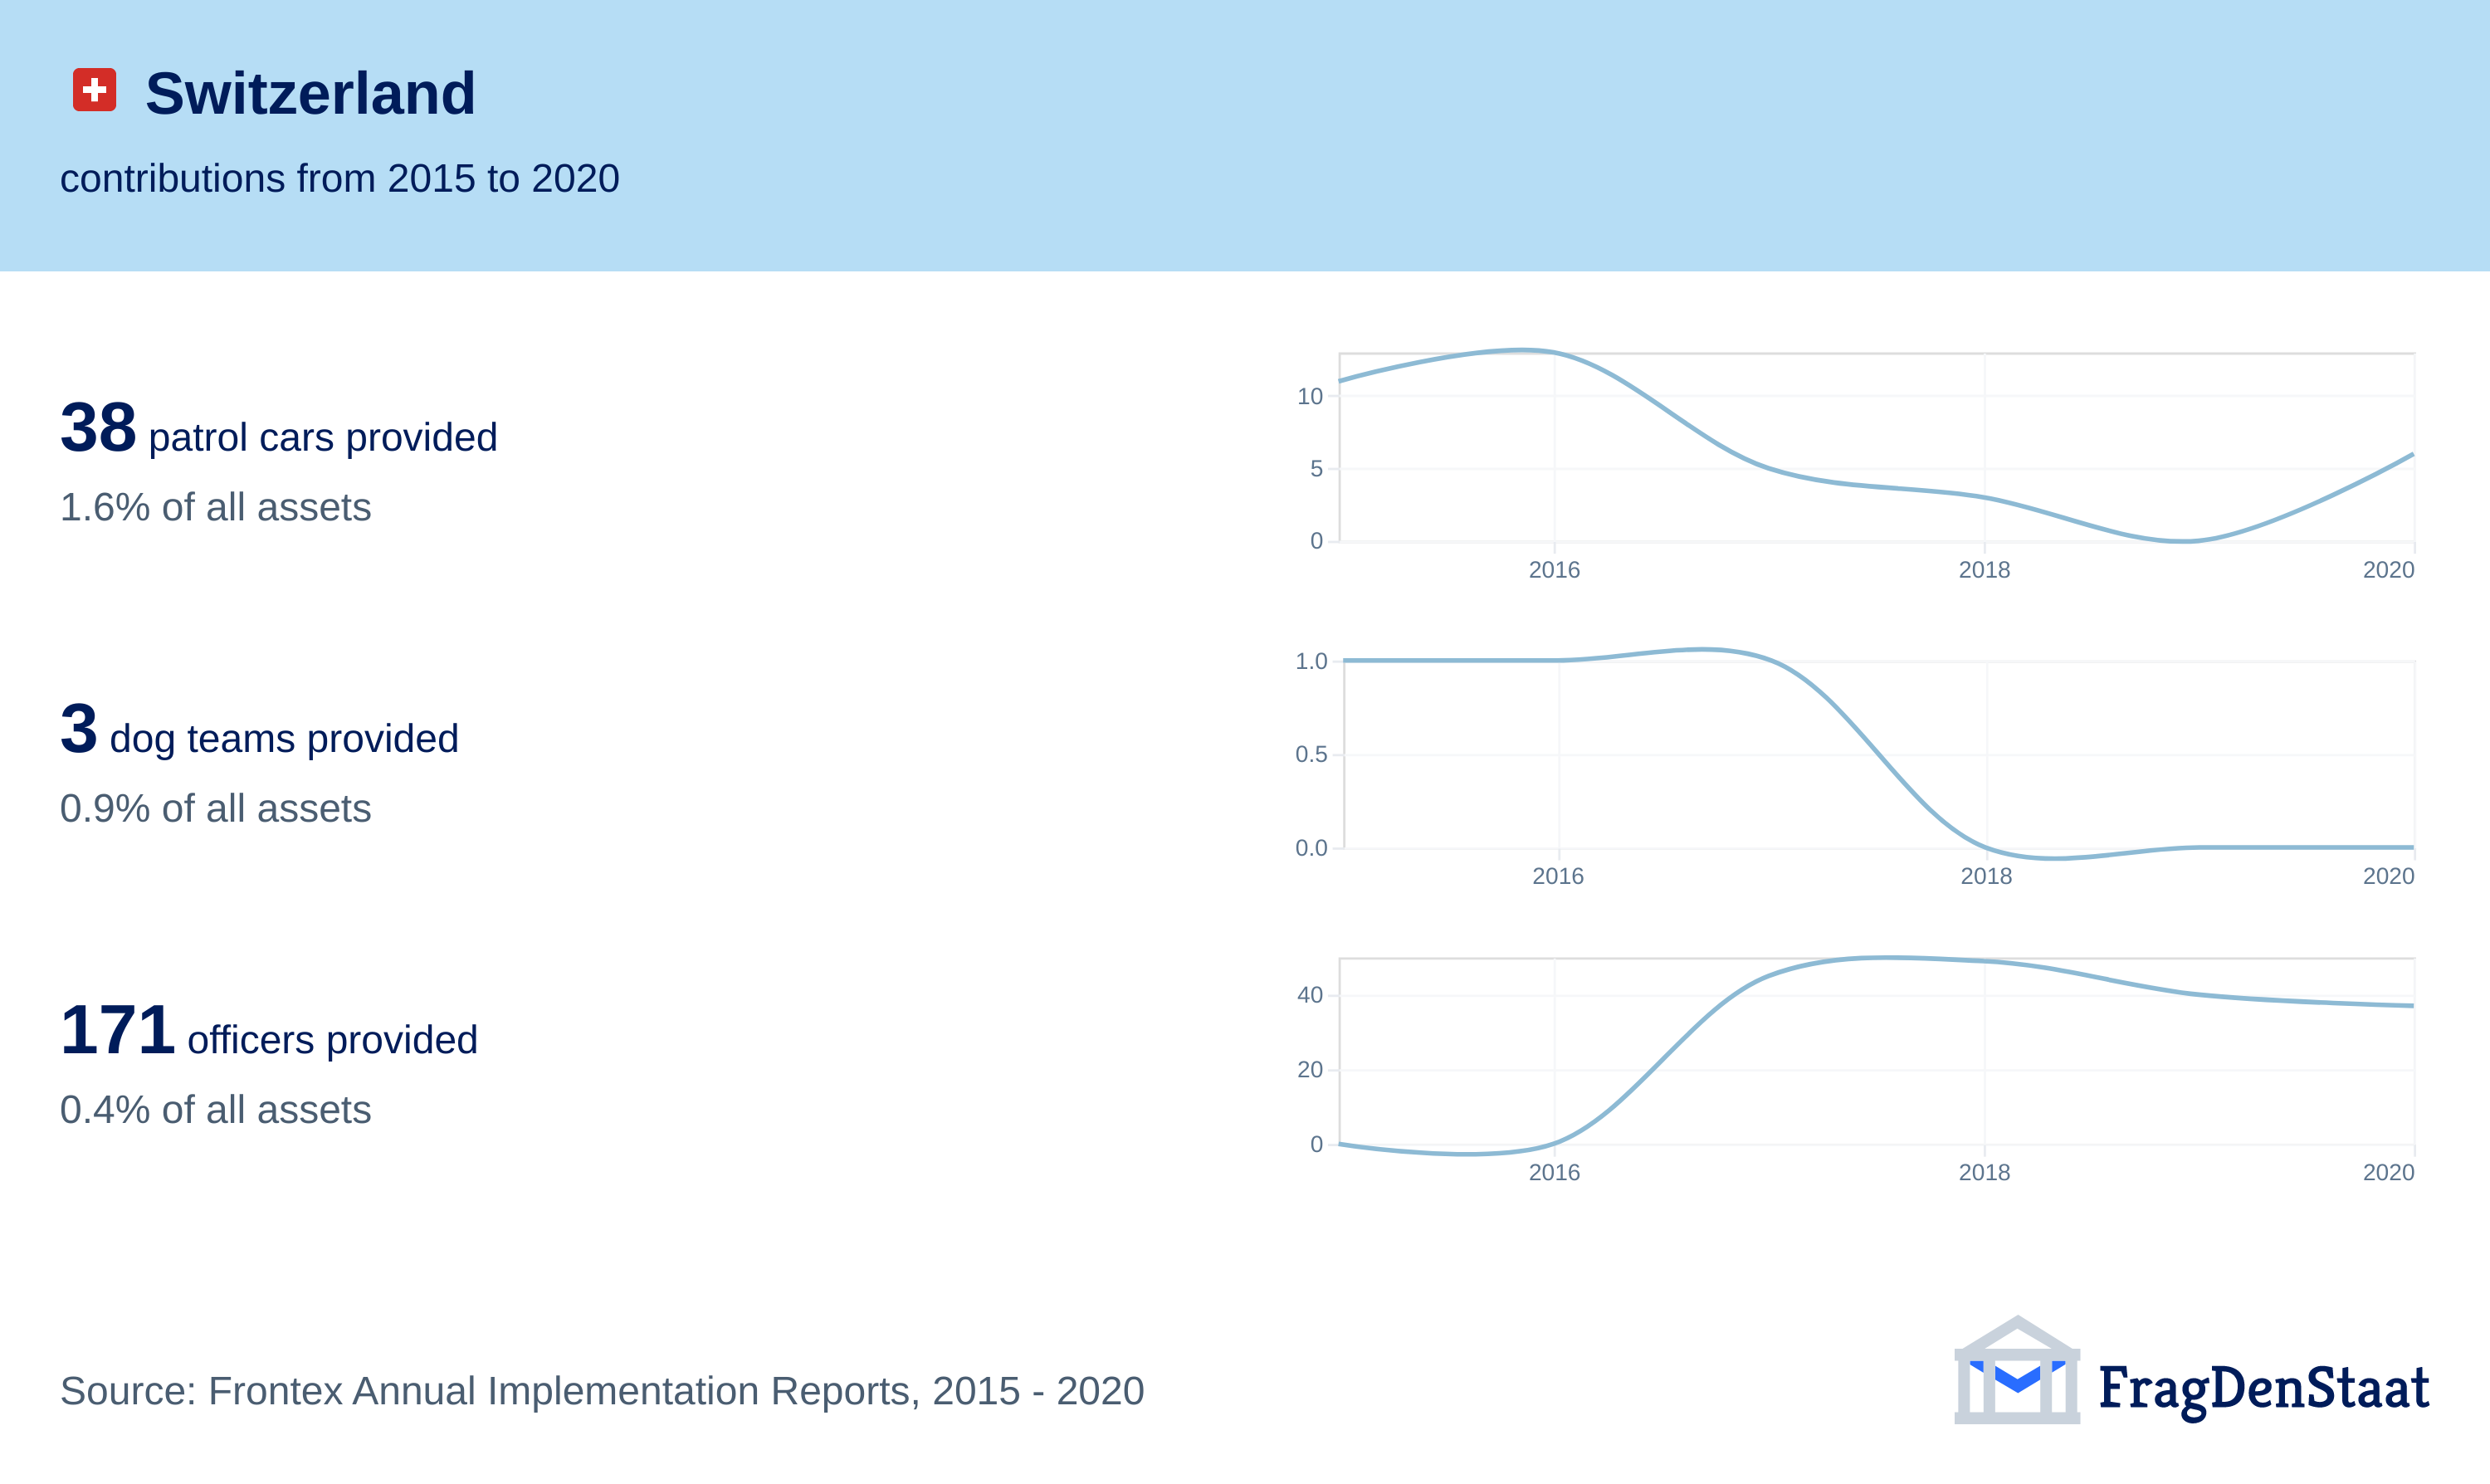 Switzerland
contributions from 2015 to 2020
38 patrol cars provided
1.6% of all assets
10
5
0
2016 2018 2020
3 dog teams provided
0.9% of all assets
1.0
0.5
0.0
2016 2018 2020
171 officers provided
0.4% of all assets
40
20
0
2016 2018 2020
Source: Frontex Annual Implementation Reports, 2015 - 2020
FragDenStaat